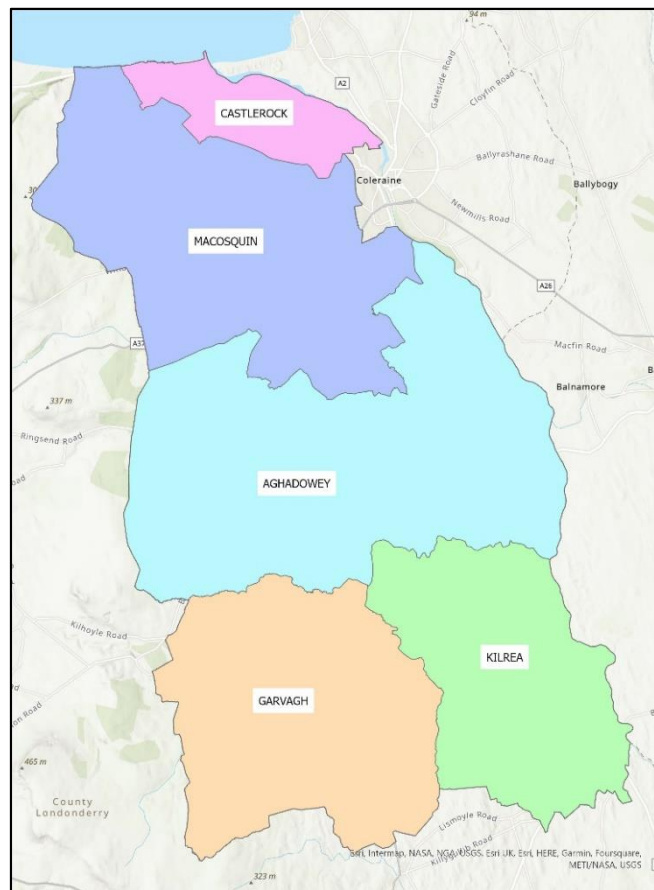 94 m
A2
Gateside Road
Cloyfin Road
CASTLEROCK
Ballyrashane Road
Coleraine
Ballybogy
Newmills Road
MACOSQUIN
A26
A37
Macfin Road
337 m
Balnamore
Ringsend Road
AGHADOWEY
Kilhoyle Road
KILREA
GARVAGH
465 m
County
Londonderry
Lismoyle Road
323 m
Esri, Intermap, NASA, NGA, USGS, Esri UK, Esri, HERE, Garmin, Foursquare,
METI/NASA, USGS